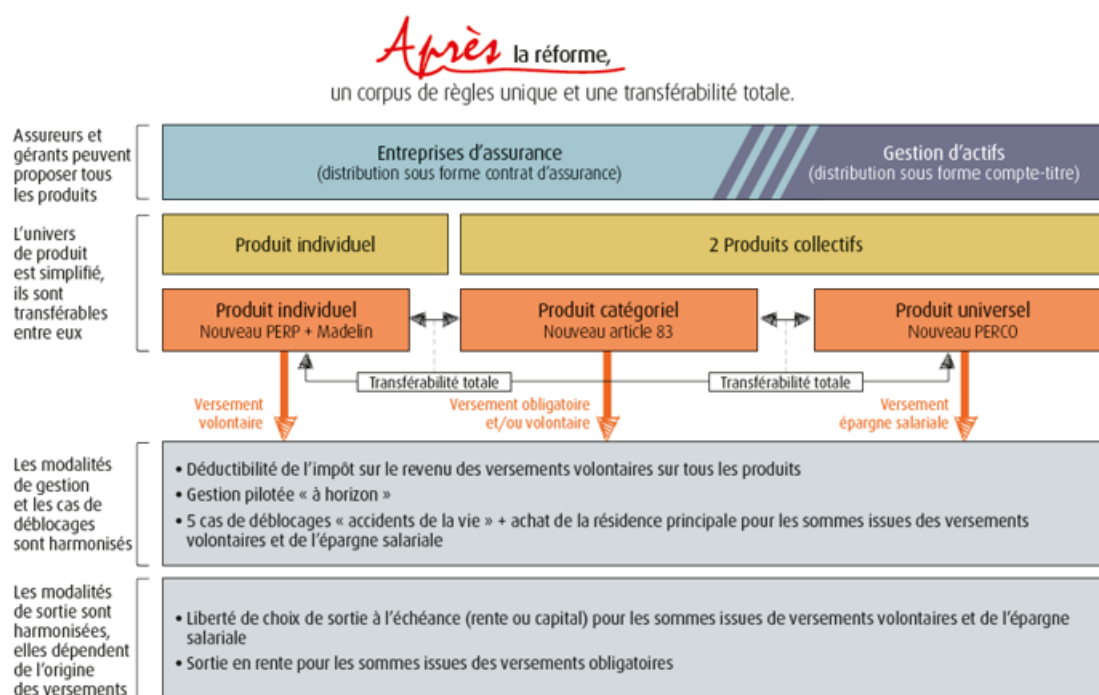 Après la réforme,
un corpus de règles unique et une transférabilité totale.
Assureurs et
gérants peuvent
proposer tous
les produits
Entreprises d'assurance
(distribution sous forme contrat d'assurance)
Gestion d'actifs
(distribution sous forme compte-titre)
L'univers
de produit
est simplifié,
ils sont
transférables
entre eux
Produit individuel
2 Produits collectifs
Produit individuel
Nouveau PERP + Madelin
Produit catégoriel
Nouveau article 83
Produit universel
Nouveau PERCO
Transférabilité totale
Transférabilité totale
Versement
volontaire
Versement obligatoire
et/ou volontaire
Versement
épargne salariale
Les modalités
de gestion
et les cas de
déblocages
sont harmonisés
• Déductibilité de l'impôt sur le revenu des versements volontaires sur tous les produits
• Gestion pilotée « à horizon »
• 5 cas de déblocages « accidents de la vie » + achat de la résidence principale pour les sommes issues des versements
volontaires et de l'épargne salariale
Les modalités
de sortie sont
harmonisées,
elles dépendent
de l'origine
des versements
• Liberté de choix de sortie à l'échéance (rente ou capital) pour les sommes issues de versements volontaires et de l'épargne
salariale
• Sortie en rente pour les sommes issues des versements obligatoires